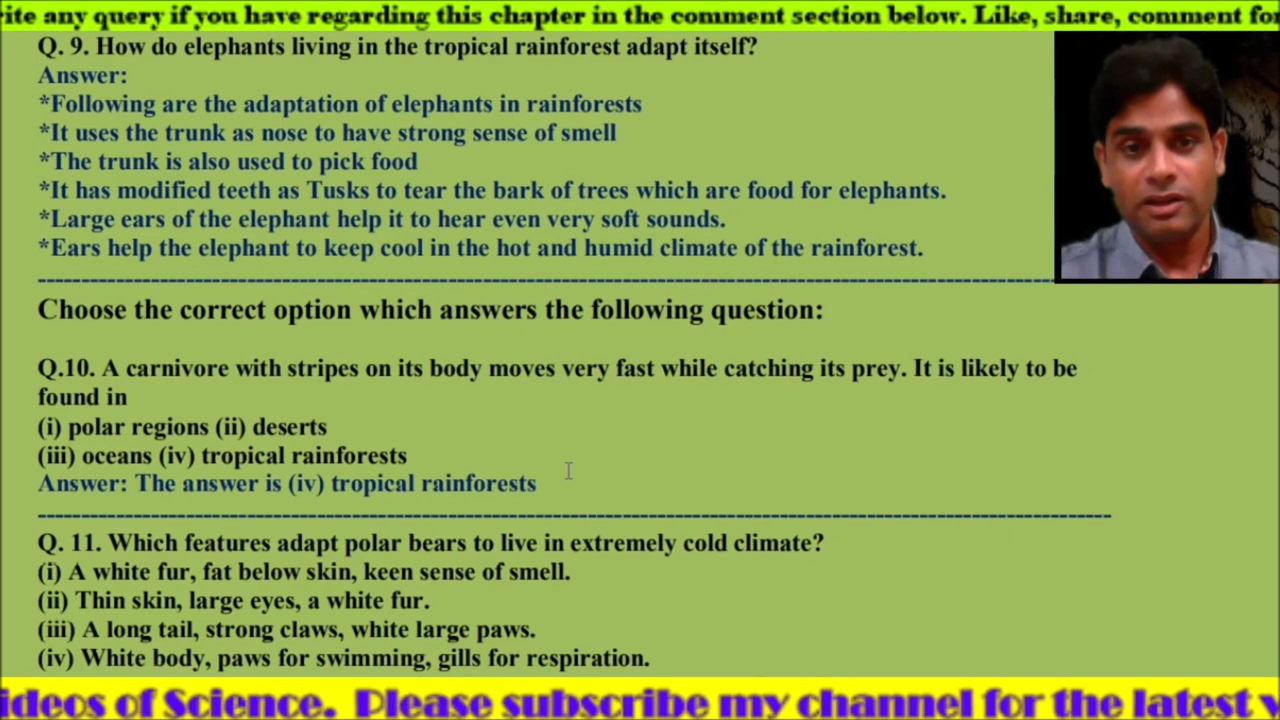 rite any query if you have regarding this chapter in the comment section below. Like, share, comment for
Q. 9. How do elephants living in the tropical rainforest adapt itself?
Answer:
*Following are the adaptation of elephants in rainforests
*It uses the trunk as nose to have strong sense of smell
*The trunk is also used to pick food
*It has modified teeth as Tusks to tear the bark of trees which are food for elephants.
*Large ears of the elephant help it to hear even very soft sounds.
*Ears help the elephant to keep cool in the hot and humid climate of the rainforest.
Choose the correct option which answers the following question:
Q.10. A carnivore with stripes on its body moves very fast while catching its prey. It is likely to be
found in
(i) polar regions (ii) deserts
(iii) oceans (iv) tropical rainforests
Answer: The answer is (iv) tropical rainforests
Q. 11. Which features adapt polar bears to live in extremely cold climate?
(i) A white fur, fat below skin, keen sense of smell.
(ii) Thin skin, large eyes, a white fur.
(iii) A long tail, strong claws, white large paws.
(iv) White body, paws for swimming, gills for respiration.
ideos of Science. Please subscribe my channel for the latest v